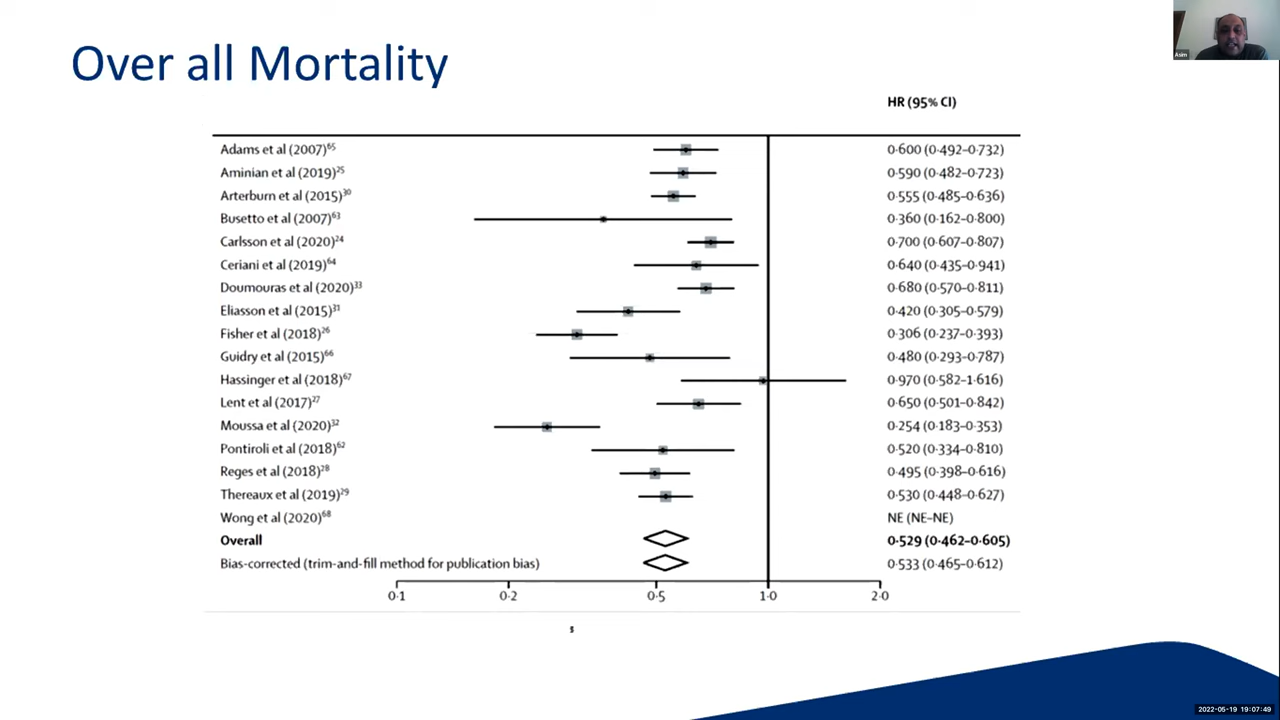 Over all Mortality
Asim
HR (95% CI)
Adams et al (2007)⁶⁵ 0·600 (0·492–0·732)
Aminian et al (2019)²⁵ 0·590 (0·482–0·723)
Arterburn et al (2015)³⁰ 0·555 (0·485–0·636)
Busetto et al (2007)⁶³ 0·360 (0·162–0·800)
Carlsson et al (2020)²⁴ 0·700 (0·607–0·807)
Ceriani et al (2019)⁶⁴ 0·640 (0·435–0·941)
Doumouras et al (2020)³³ 0·680 (0·570–0·811)
Eliasson et al (2015)³¹ 0·420 (0·305–0·579)
Fisher et al (2018)²⁶ 0·306 (0·237–0·393)
Guidry et al (2015)⁶⁶ 0·480 (0·293–0·787)
Hassinger et al (2018)⁶⁷ 0·970 (0·582–1·616)
Lent et al (2017)²⁷ 0·650 (0·501–0·842)
Moussa et al (2020)³² 0·254 (0·183–0·353)
Pontiroli et al (2018)⁶² 0·520 (0·334–0·810)
Reges et al (2018)²⁸ 0·495 (0·398–0·616)
Thereaux et al (2019)²⁹ 0·530 (0·448–0·627)
Wong et al (2020)⁶⁸ NE (NE–NE)
Overall 0·529 (0·462–0·605)
Bias-corrected (trim-and-fill method for publication bias) 0·533 (0·465–0·612)
0·1 0·2 0·5 1·0 2·0
2022-05-19 19:07:49